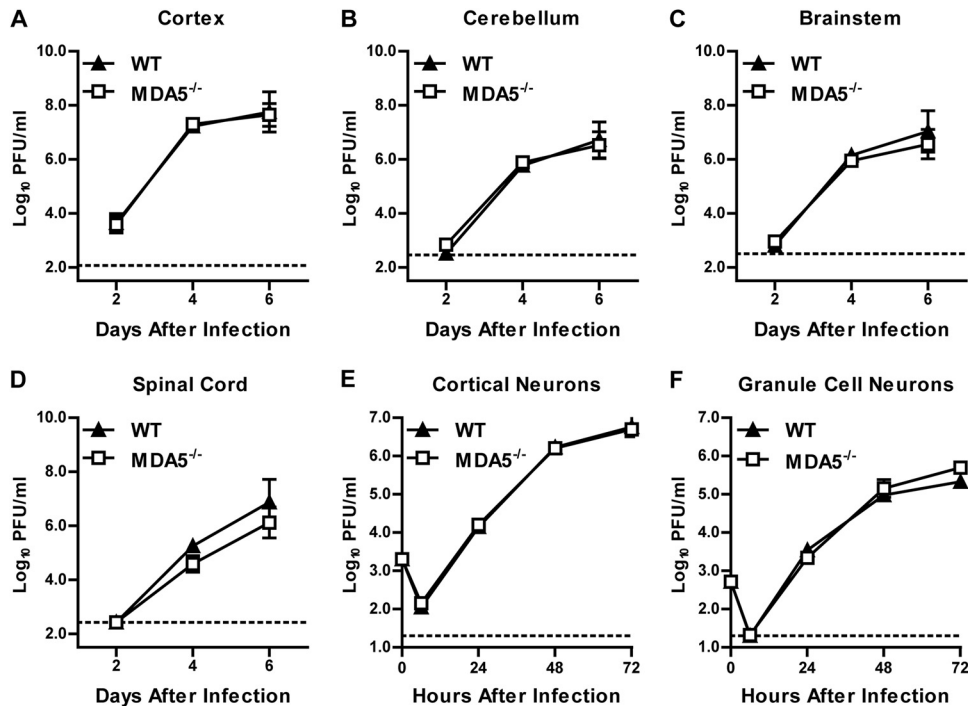 A Cortex
10.0
8.0
6.0
4.0
2.0
Log₁₀ PFU/ml
WT
MDA5⁻/⁻
2 4 6
Days After Infection
B Cerebellum
10.0
8.0
6.0
4.0
2.0
Log₁₀ PFU/ml
WT
MDA5⁻/⁻
2 4 6
Days After Infection
C Brainstem
10.0
8.0
6.0
4.0
2.0
Log₁₀ PFU/ml
WT
MDA5⁻/⁻
2 4 6
Days After Infection
D Spinal Cord
10.0
8.0
6.0
4.0
2.0
Log₁₀ PFU/ml
WT
MDA5⁻/⁻
2 4 6
Days After Infection
E Cortical Neurons
7.0
6.0
5.0
4.0
3.0
2.0
1.0
Log₁₀ PFU/ml
WT
MDA5⁻/⁻
0 24 48 72
Hours After Infection
F Granule Cell Neurons
7.0
6.0
5.0
4.0
3.0
2.0
1.0
Log₁₀ PFU/ml
WT
MDA5⁻/⁻
0 24 48 72
Hours After Infection